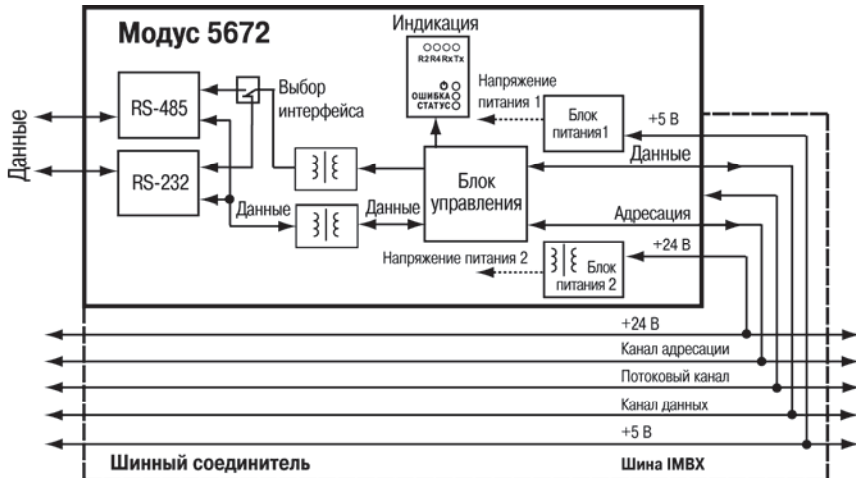 Модус 5672
Индикация
R2R4RxTx
ОШИБКА
СТАТУС
Выбор
интерфейса
Напряжение
питания 1
Блок
питания1
+5 В
RS-485
Данные
RS-232
Данные
Данные
Блок
управления
Данные
Адресация
+24 В
Напряжение питания 2
Блок
питания 2
+24 В
Канал адресации
Потоковый канал
Канал данных
+5 В
Шинный соединитель
Шина IMBX